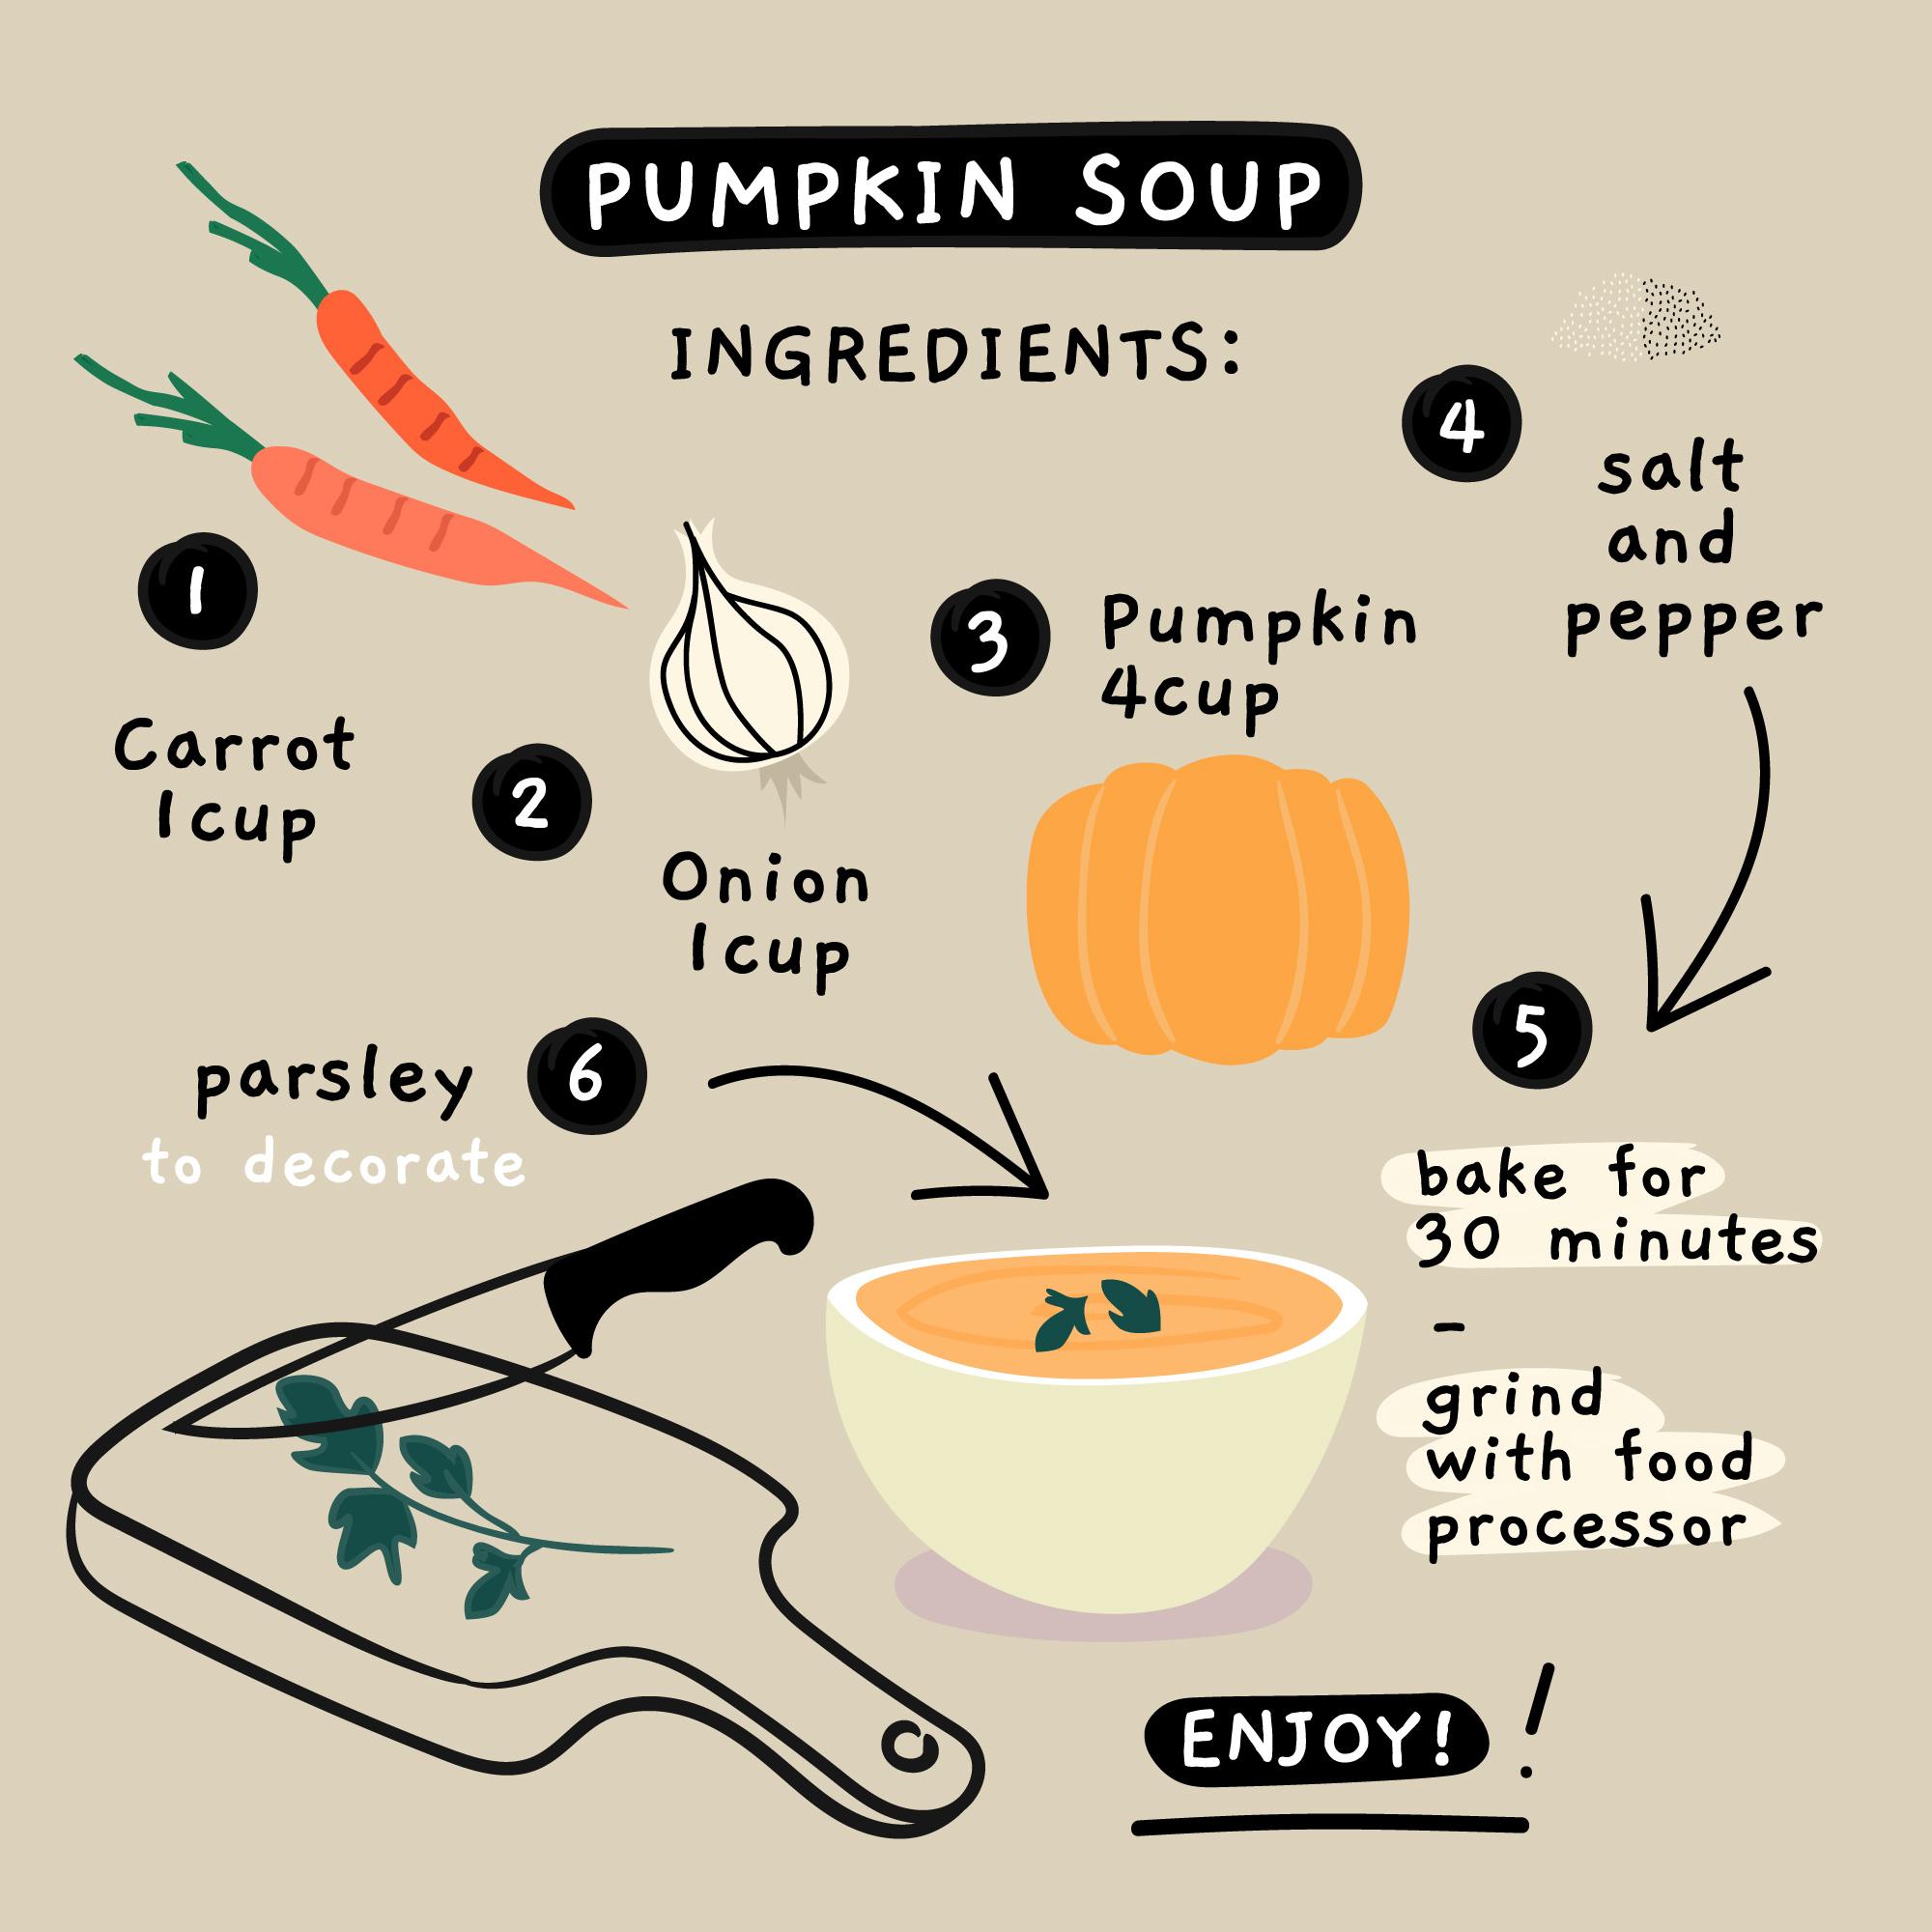 PUMPKIN SOUP
INGREDIENTS:
1
Carrot
1cup
2
Onion
1cup
3
Pumpkin
4cup
4
salt
and
pepper
5
bake for
30 minutes
-
grind
with food
processor
6
parsley
to decorate
ENJOY!
!